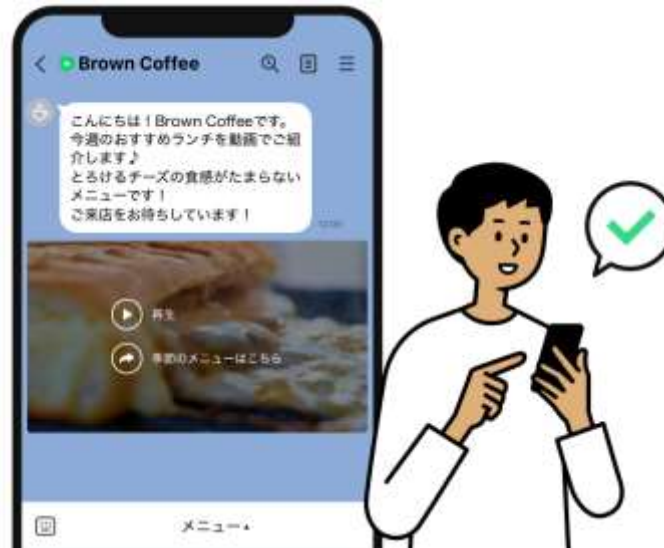 Brown Coffee
こんにちは！Brown Coffeeです。
今週のおすすめランチを動画でご紹
介します♪
とろけるチーズの食感がたまらない
メニューです！
ご来店をお待ちしています！
再生
季節のメニューはこちら
メニュー▴